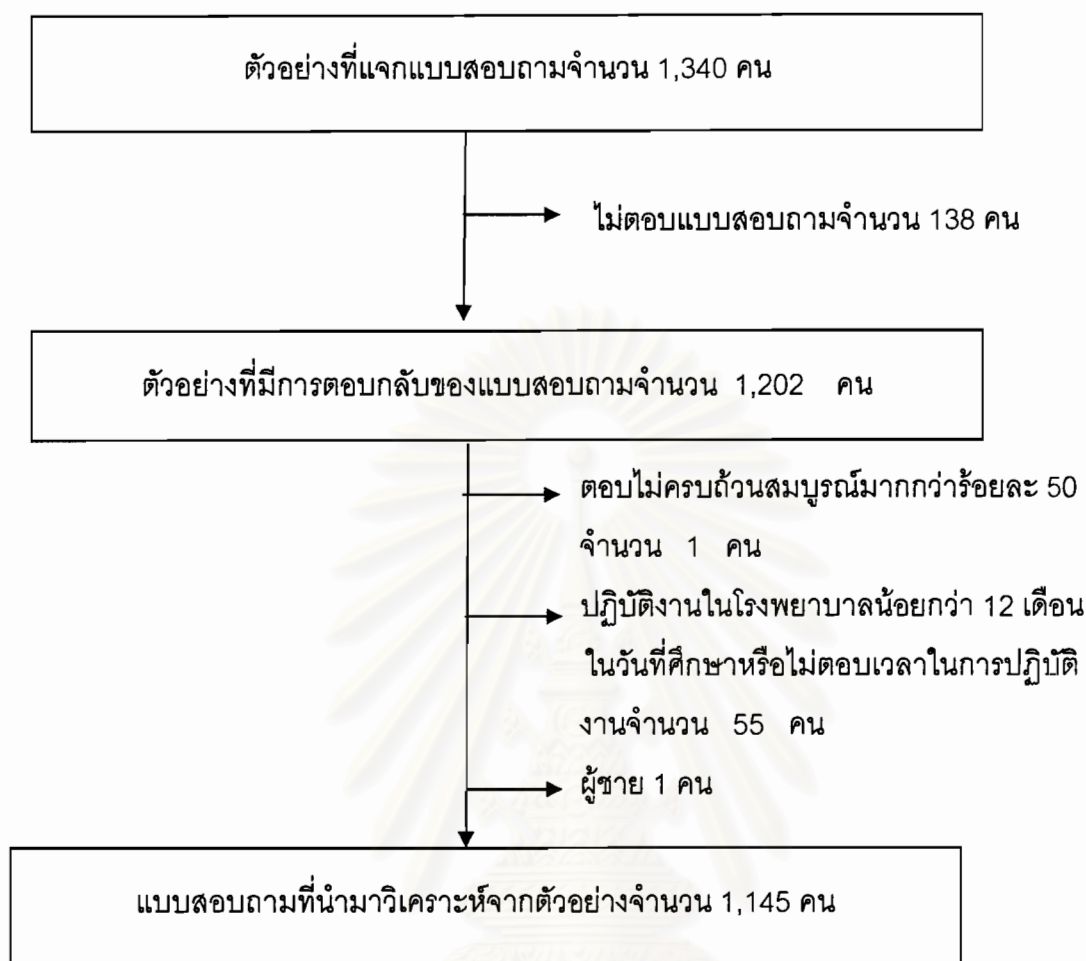 ตัวอย่างที่แจกแบบสอบถามจำนวน 1,340 คน
ไม่ตอบแบบสอบถามจำนวน 138 คน
ตัวอย่างที่มีการตอบกลับของแบบสอบถามจำนวน 1,202 คน
ตอบไม่ครบถ้วนสมบูรณ์มากกว่าร้อยละ 50
จำนวน 1 คน
ปฏิบัติงานในโรงพยาบาลน้อยกว่า 12 เดือน
ในวันที่ศึกษาหรือไม่ตอบเวลาในการปฏิบัติ
งานจำนวน 55 คน
ผู้ชาย 1 คน
แบบสอบถามที่นำมาวิเคราะห์จากตัวอย่างจำนวน 1,145 คน